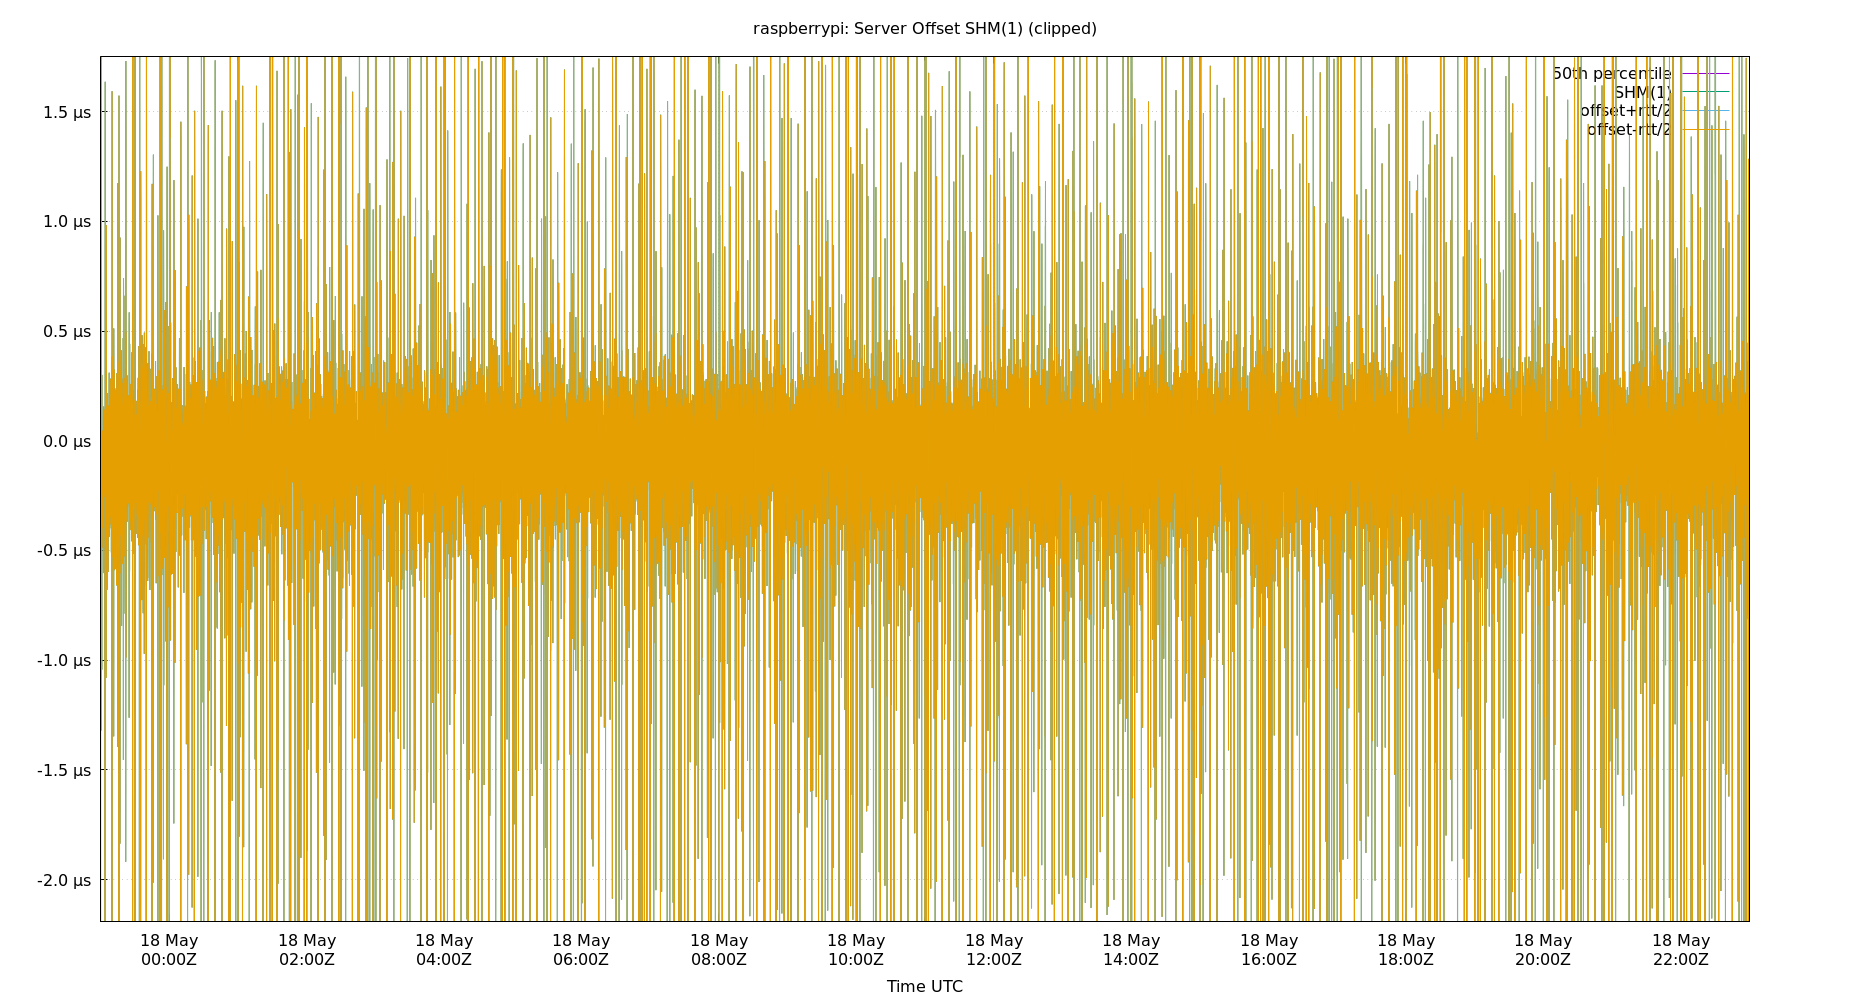 raspberrypi: Server Offset SHM(1) (clipped)
50th percentile
SHM(1)
offset+rtt/2
offset-rtt/2
1.5 µs
1.0 µs
0.5 µs
0.0 µs
-0.5 µs
-1.0 µs
-1.5 µs
-2.0 µs
18 May 18 May 18 May 18 May 18 May 18 May 18 May 18 May 18 May 18 May 18 May 18 May
00:00Z 02:00Z 04:00Z 06:00Z 08:00Z 10:00Z 12:00Z 14:00Z 16:00Z 18:00Z 20:00Z 22:00Z
Time UTC